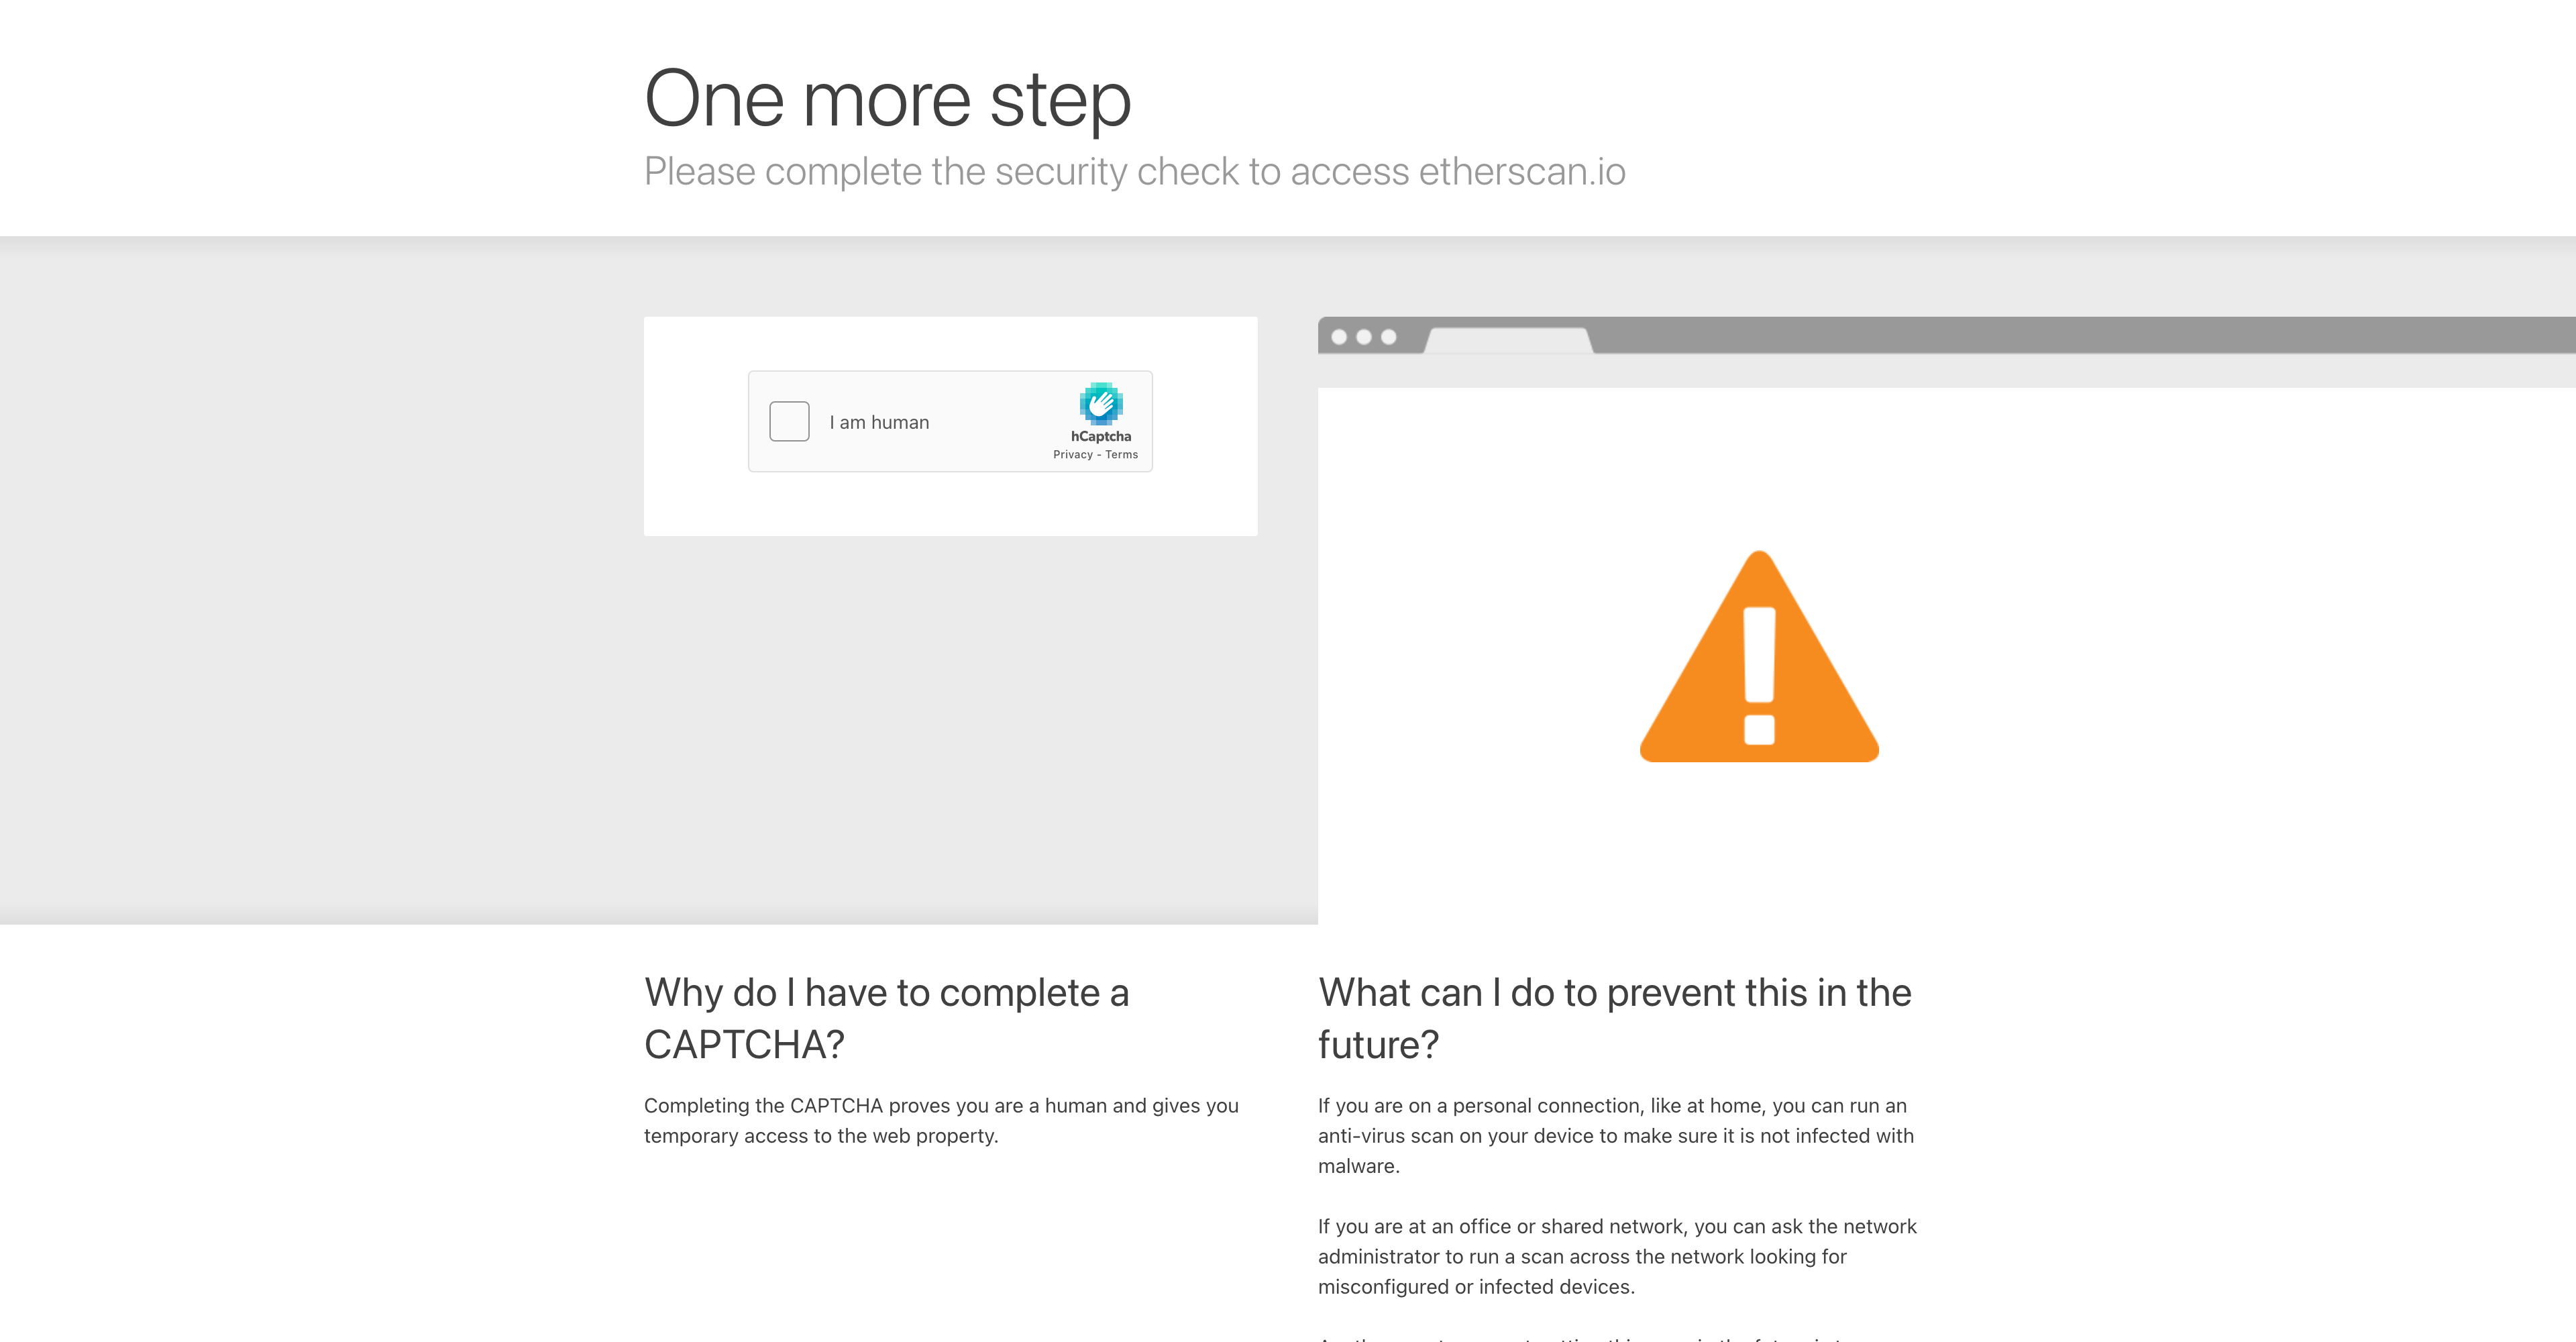 One more step
Please complete the security check to access etherscan.io
I am human
hCaptcha
Privacy - Terms
Why do I have to complete a
CAPTCHA?
Completing the CAPTCHA proves you are a human and gives you
temporary access to the web property.
What can I do to prevent this in the
future?
If you are on a personal connection, like at home, you can run an
anti-virus scan on your device to make sure it is not infected with
malware.
If you are at an office or shared network, you can ask the network
administrator to run a scan across the network looking for
misconfigured or infected devices.